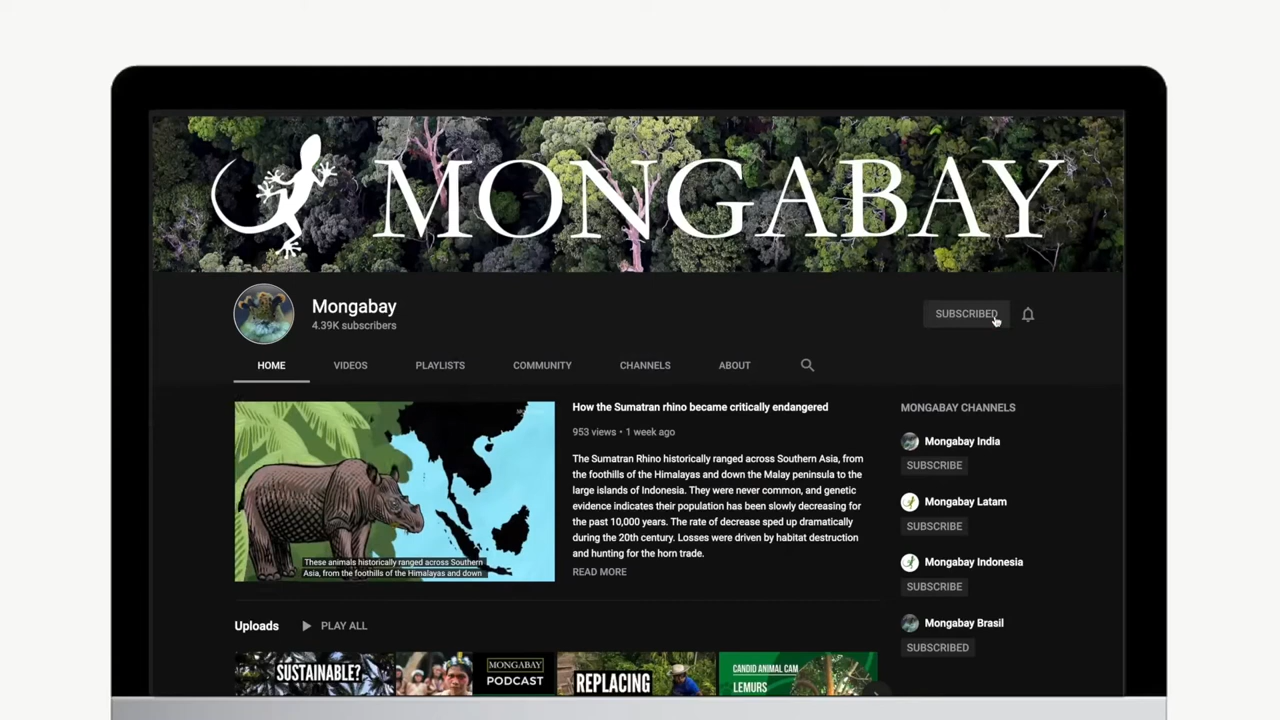 MONGABAY
Mongabay
4.39K subscribers
SUBSCRIBED
HOME
VIDEOS
PLAYLISTS
COMMUNITY
CHANNELS
ABOUT
These animals historically ranged across Southern
Asia, from the foothills of the Himalayas and down
How the Sumatran rhino became critically endangered
953 views • 1 week ago
The Sumatran Rhino historically ranged across Southern Asia, from
the foothills of the Himalayas and down the Malay peninsula to the
large islands of Indonesia. They were never common, and genetic
evidence indicates their population has been slowly decreasing for
the past 10,000 years. The rate of decrease sped up dramatically
during the 20th century. Losses were driven by habitat destruction
and hunting for the horn trade.
READ MORE
MONGABAY CHANNELS
Mongabay India
SUBSCRIBE
Mongabay Latam
SUBSCRIBE
Mongabay Indonesia
SUBSCRIBE
Mongabay Brasil
SUBSCRIBED
Uploads
PLAY ALL
SUSTAINABLE?
MONGABAY
PODCAST
REPLACING
CANDID ANIMAL CAM
LEMURS